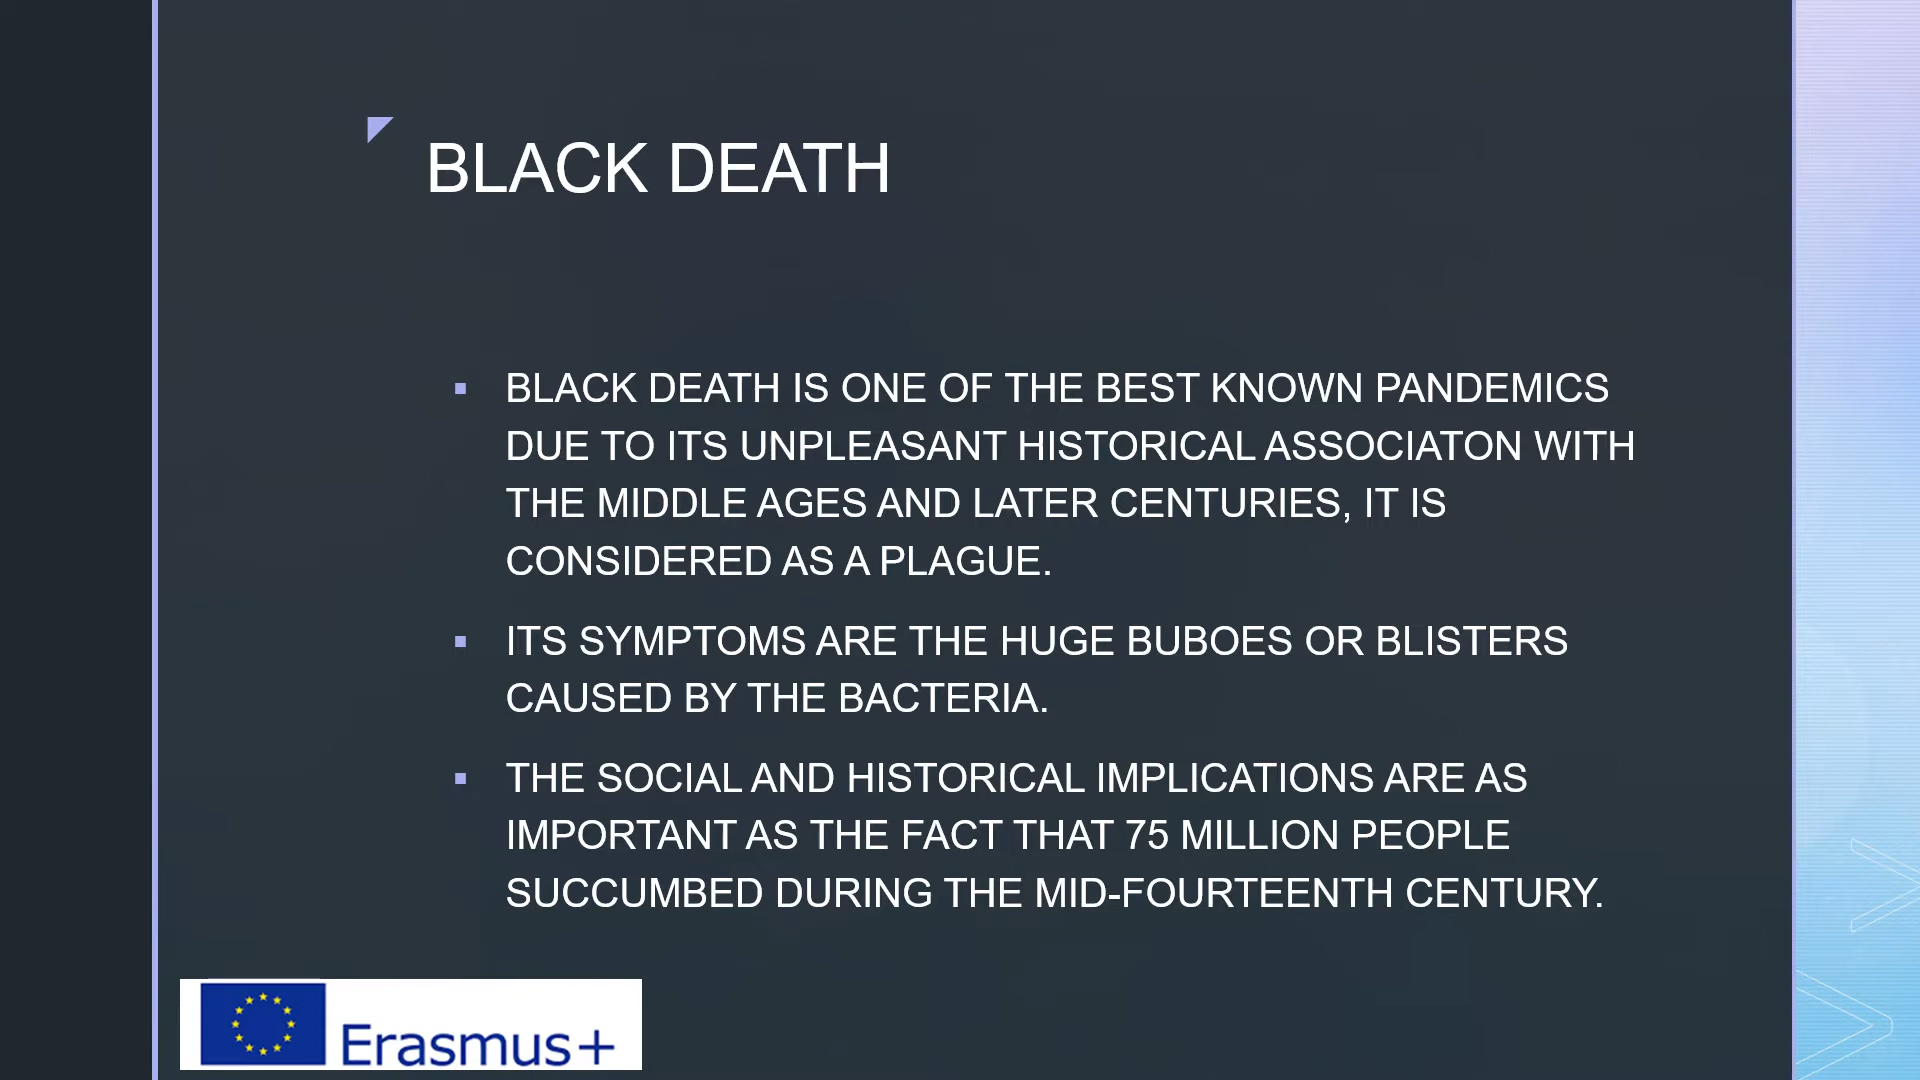 BLACK DEATH
▪ BLACK DEATH IS ONE OF THE BEST KNOWN PANDEMICS
DUE TO ITS UNPLEASANT HISTORICAL ASSOCIATON WITH
THE MIDDLE AGES AND LATER CENTURIES, IT IS
CONSIDERED AS A PLAGUE.
▪ ITS SYMPTOMS ARE THE HUGE BUBOES OR BLISTERS
CAUSED BY THE BACTERIA.
▪ THE SOCIAL AND HISTORICAL IMPLICATIONS ARE AS
IMPORTANT AS THE FACT THAT 75 MILLION PEOPLE
SUCCUMBED DURING THE MID-FOURTEENTH CENTURY.
Erasmus+